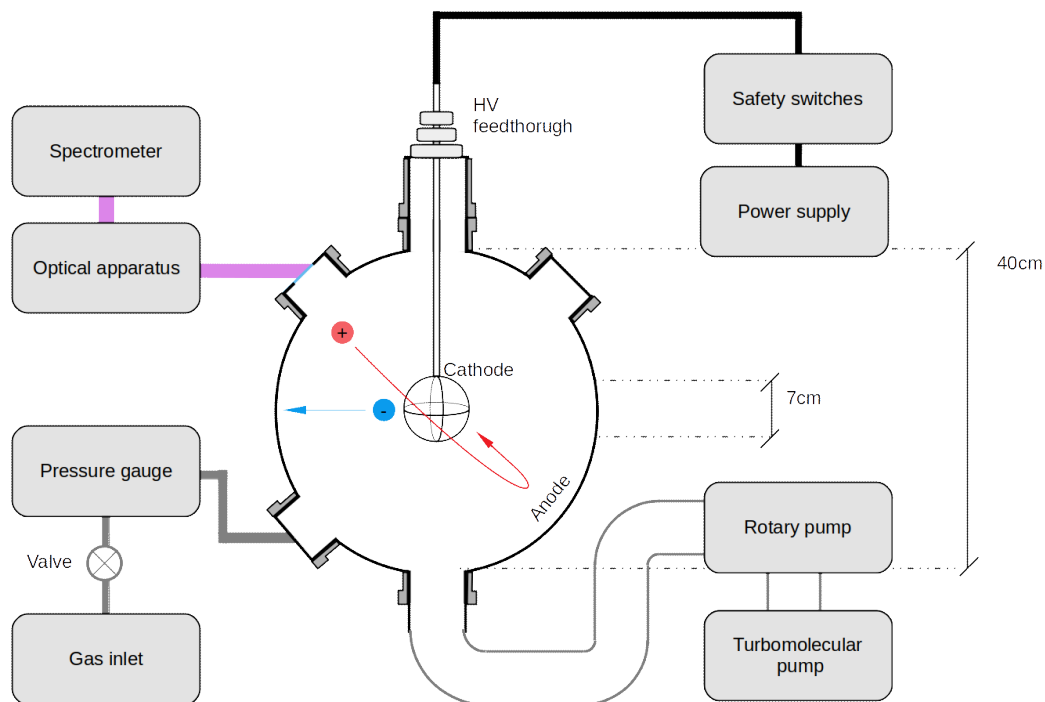 HV
feedthorugh
Safety switches
Spectrometer
Power supply
Optical apparatus
40cm
+
Cathode
7cm
-
Pressure gauge
Anode
Rotary pump
Valve
Gas inlet
Turbomolecular
pump